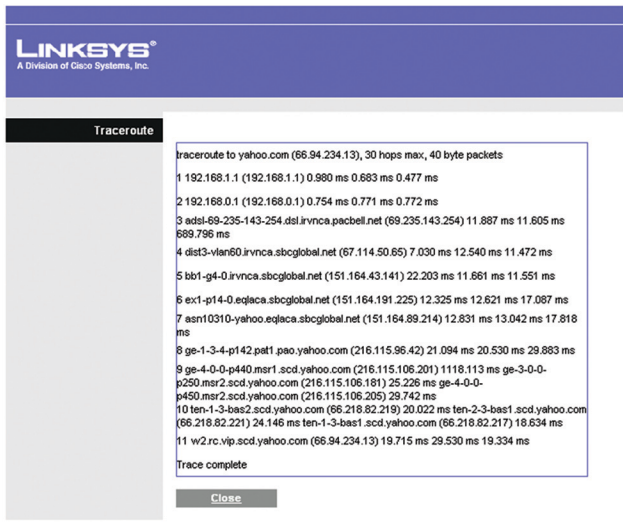 LINKSYS®
A Division of Cisco Systems, Inc.
Traceroute
traceroute to yahoo.com (66.94.234.13), 30 hops max, 40 byte packets
1 192.168.1.1 (192.168.1.1) 0.980 ms 0.683 ms 0.477 ms
2 192.168.0.1 (192.168.0.1) 0.754 ms 0.771 ms 0.772 ms
3 adsl-69-235-143-254.dsl.irvnca.pacbell.net (69.235.143.254) 11.887 ms 11.605 ms
689.796 ms
4 dist3-vlan60.irvnca.sbcglobal.net (67.114.50.65) 7.030 ms 12.540 ms 11.472 ms
5 bb1-g4-0.irvnca.sbcglobal.net (151.164.43.141) 22.203 ms 11.661 ms 11.551 ms
6 ex1-p14-0.eqlaca.sbcglobal.net (151.164.191.225) 12.325 ms 12.621 ms 17.087 ms
7 asn10310-yahoo.eqlaca.sbcglobal.net (151.164.89.214) 12.831 ms 13.042 ms 17.818
ms
8 ge-1-3-4-p142.pat1.pao.yahoo.com (216.115.96.42) 21.094 ms 20.530 ms 29.883 ms
9 ge-4-0-0-p440.msr1.scd.yahoo.com (216.115.106.201) 1118.113 ms ge-3-0-0-
p250.msr2.scd.yahoo.com (216.115.106.181) 25.226 ms ge-4-0-0-
p450.msr2.scd.yahoo.com (216.115.106.205) 29.742 ms
10 ten-1-3-bas2.scd.yahoo.com (66.218.82.219) 20.022 ms ten-2-3-bas1.scd.yahoo.com
(66.218.82.221) 24.146 ms ten-1-3-bas1.scd.yahoo.com (66.218.82.217) 18.634 ms
11 w2.rc.vip.scd.yahoo.com (66.94.234.13) 19.715 ms 29.530 ms 19.334 ms
Trace complete
Close